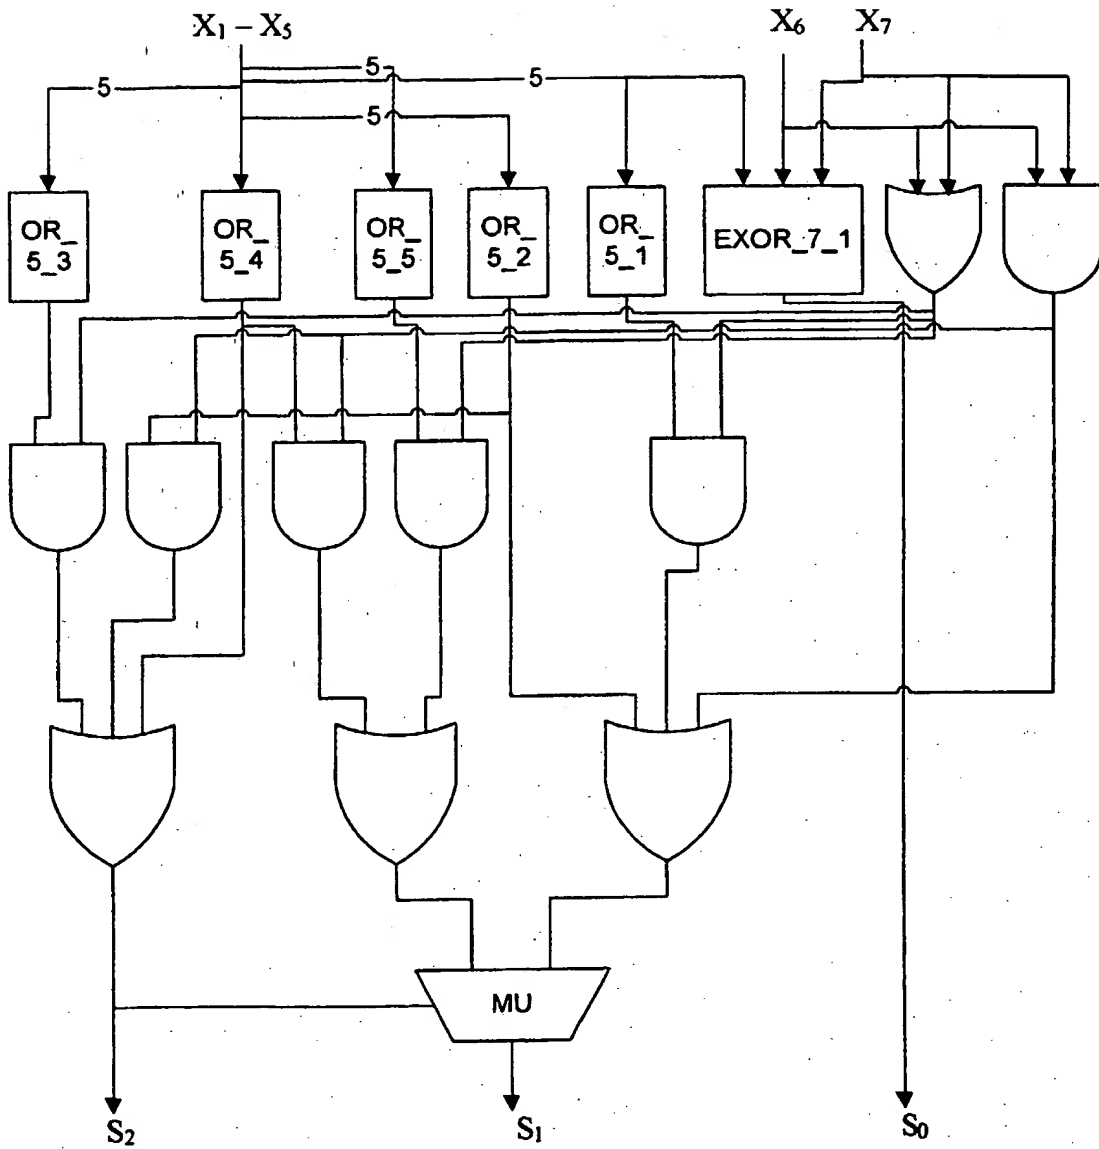 X₁ – X₅
X₆
X₇
5
5
5
5
OR_
5_3
OR_
5_4
OR_
5_5
OR_
5_2
OR_
5_1
EXOR_7_1
MU
S₂
S₁
S₀